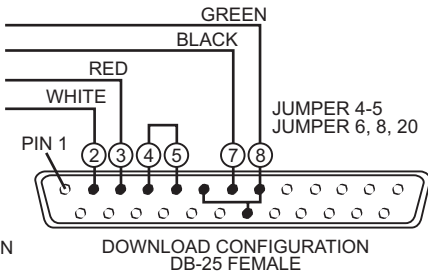 GREEN
BLACK
RED
WHITE
JUMPER 4-5
JUMPER 6, 8, 20
PIN 1
2 3 4 5 7 8
N
DOWNLOAD CONFIGURATION
DB-25 FEMALE